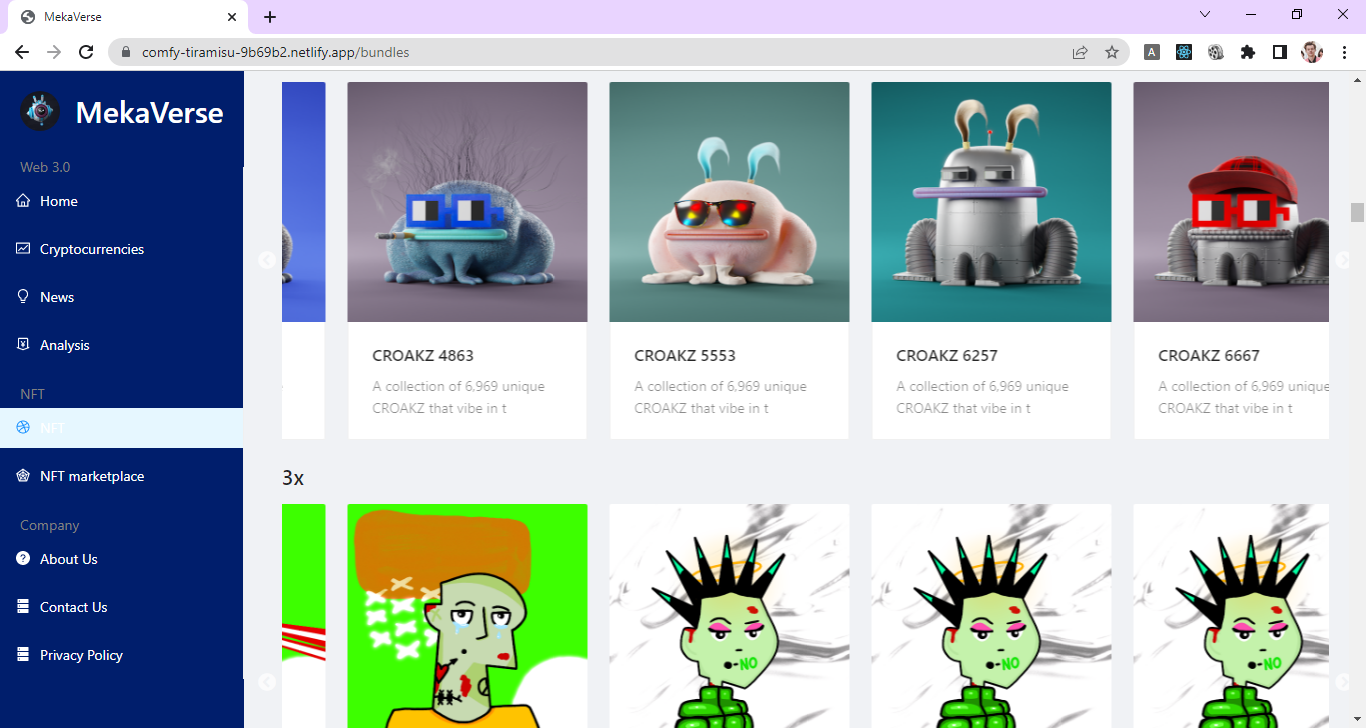 MekaVerse
comfy-tiramisu-9b69b2.netlify.app/bundles
A
MekaVerse
Web 3.0
Home
Cryptocurrencies
News
Analysis
NFT
NFT
NFT marketplace
Company
About Us
Contact Us
Privacy Policy
CROAKZ 4863
A collection of 6,969 unique
CROAKZ that vibe in t
CROAKZ 5553
A collection of 6,969 unique
CROAKZ that vibe in t
CROAKZ 6257
A collection of 6,969 unique
CROAKZ that vibe in t
CROAKZ 6667
A collection of 6,969 unique
CROAKZ that vibe in t
3x
NO
NO
NO